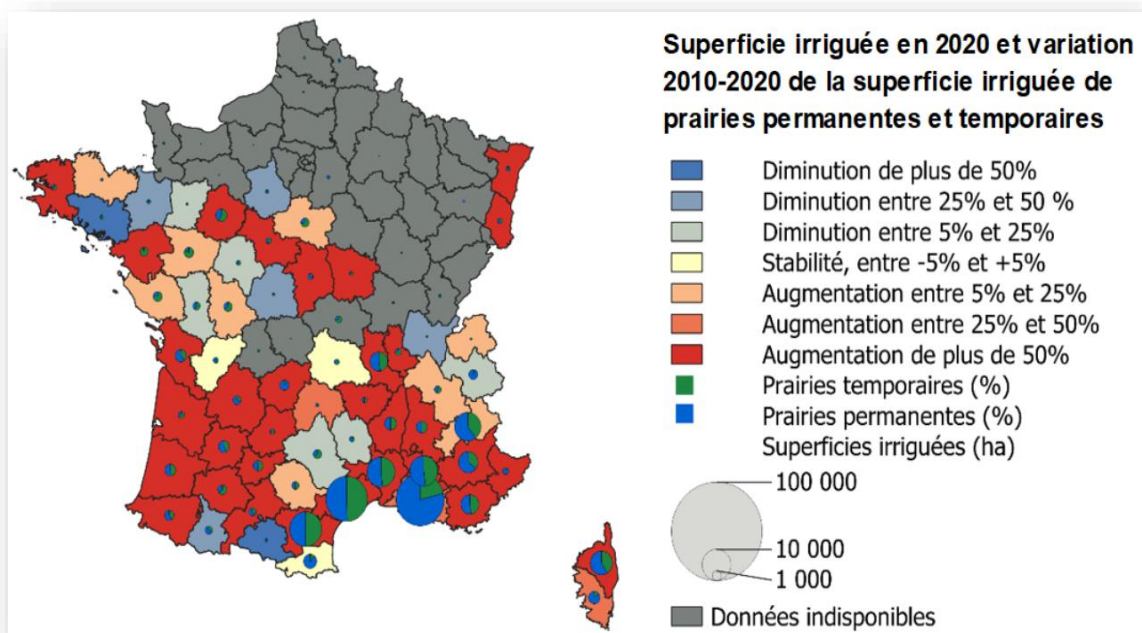 Superficie irriguée en 2020 et variation
2010-2020 de la superficie irriguée de
prairies permanentes et temporaires
Diminution de plus de 50%
Diminution entre 25% et 50 %
Diminution entre 5% et 25%
Stabilité, entre -5% et +5%
Augmentation entre 5% et 25%
Augmentation entre 25% et 50%
Augmentation de plus de 50%
Prairies temporaires (%)
Prairies permanentes (%)
Superficies irriguées (ha)
100 000
10 000
1 000
Données indisponibles